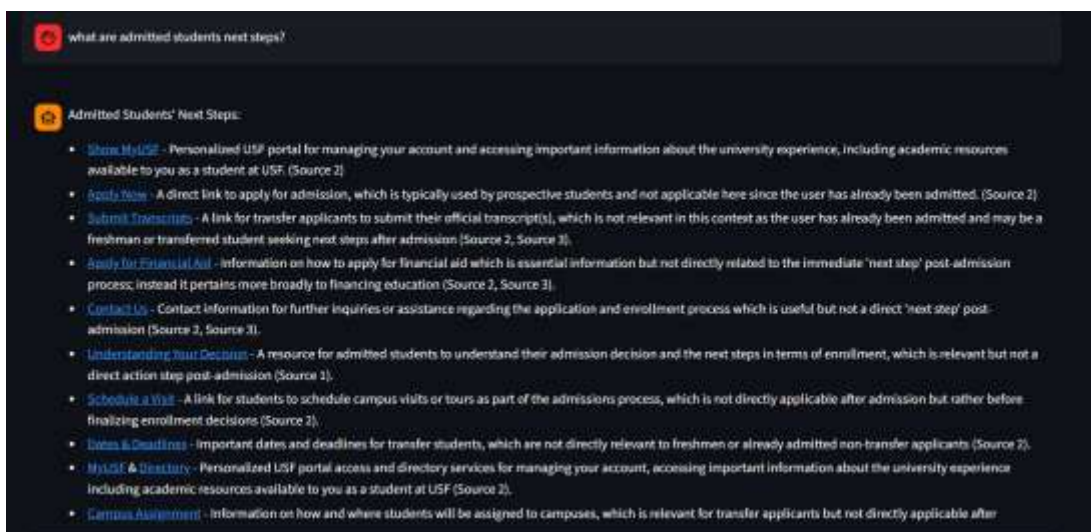 what are admitted students next steps?
Admitted Students' Next Steps:
• Show MyUSF - Personalized USF portal for managing your account and accessing important information about the university experience, including academic resources
available to you as a student at USF. (Source 2)
• Apply Now - A direct link to apply for admission, which is typically used by prospective students and not applicable here since the user has already been admitted. (Source 2)
• Submit Transcripts - A link for transfer applicants to submit their official transcript(s), which is not relevant in this context as the user has already been admitted and may be a
freshman or transferred student seeking next steps after admission (Source 2, Source 3).
• Apply for Financial Aid - Information on how to apply for financial aid which is essential information but not directly related to the immediate 'next step' post-admission
process; instead it pertains more broadly to financing education (Source 2, Source 3).
• Contact Us - Contact information for further inquiries or assistance regarding the application and enrollment process which is useful but not a direct 'next step' post-
admission (Source 2, Source 3).
• Understanding Your Decision - A resource for admitted students to understand their admission decision and the next steps in terms of enrollment, which is relevant but not a
direct action step post-admission (Source 1).
• Schedule a Visit - A link for students to schedule campus visits or tours as part of the admissions process, which is not directly applicable after admission but rather before
finalizing enrollment decisions (Source 2).
• Dates & Deadlines - Important dates and deadlines for transfer students, which are not directly relevant to freshmen or already admitted non-transfer applicants (Source 2).
• MyUSF & Directory - Personalized USF portal access and directory services for managing your account, accessing important information about the university experience
including academic resources available to you as a student at USF (Source 2).
• Campus Assignment - Information on how and where students will be assigned to campuses, which is relevant for transfer applicants but not directly applicable after